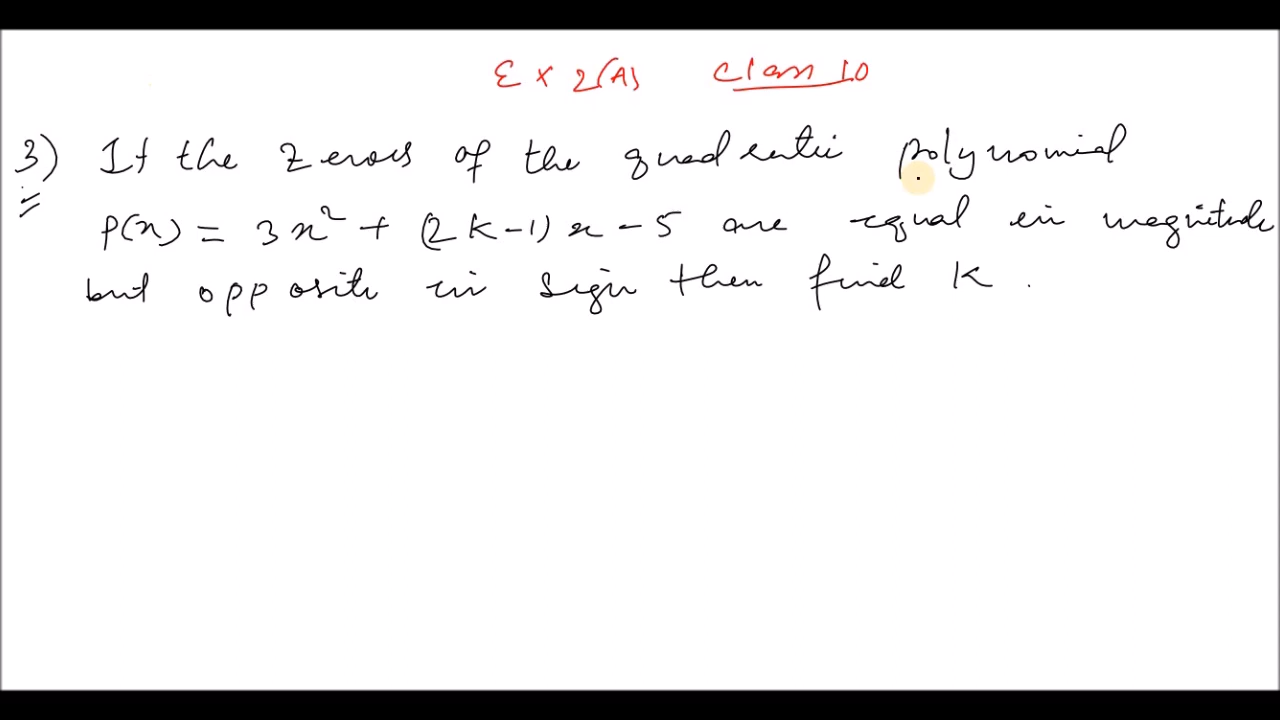 Ex 2(A) Class 10
3) If the zeroes of the quadratic polynomial
p(x) = 3x² + (2k-1)x - 5 are equal in magnitude
but opposite in sign then find K.